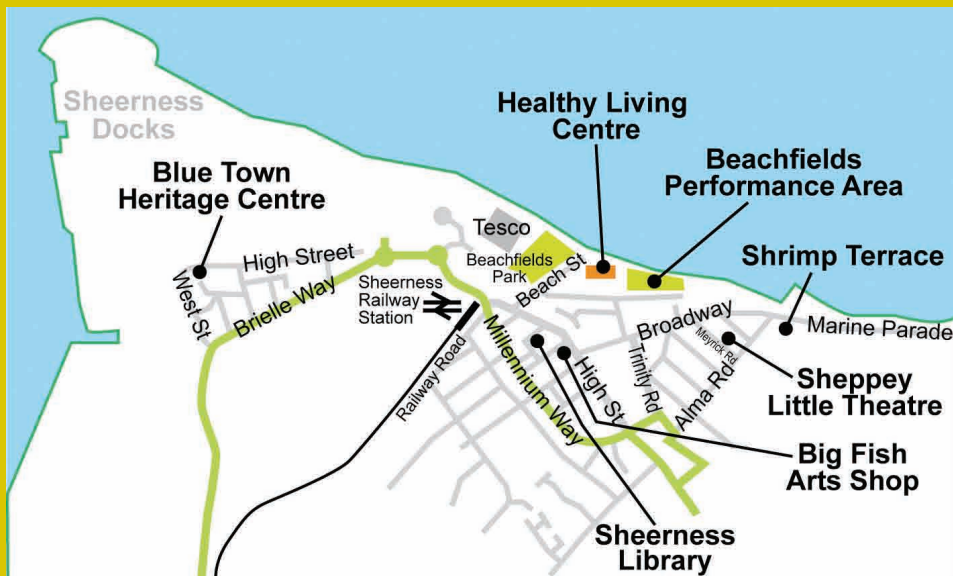 Sheerness
Docks
Blue Town
Heritage Centre
Healthy Living
Centre
Beachfields
Performance Area
Shrimp Terrace
Tesco
Beachfields
Park
Beach St
High Street
West St
Brielle Way
Sheerness
Railway
Station
Railway Road
Millennium Way
High St
Broadway
Trinity Rd
Meyrick Rd
Alma Rd
Marine Parade
Sheppey
Little Theatre
Big Fish
Arts Shop
Sheerness
Library